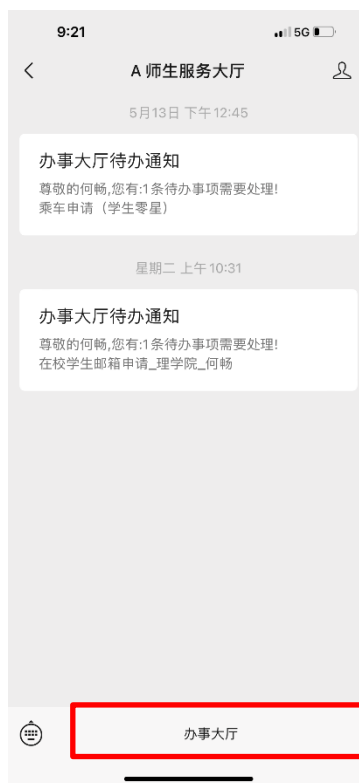 9:21
5G
A 师生服务大厅
5月13日 下午12:45
办事大厅待办通知
尊敬的何畅,您有:1条待办事项需要处理!
乘车申请（学生零星）
星期二 上午10:31
办事大厅待办通知
尊敬的何畅,您有:1条待办事项需要处理!
在校学生邮箱申请_理学院_何畅
办事大厅